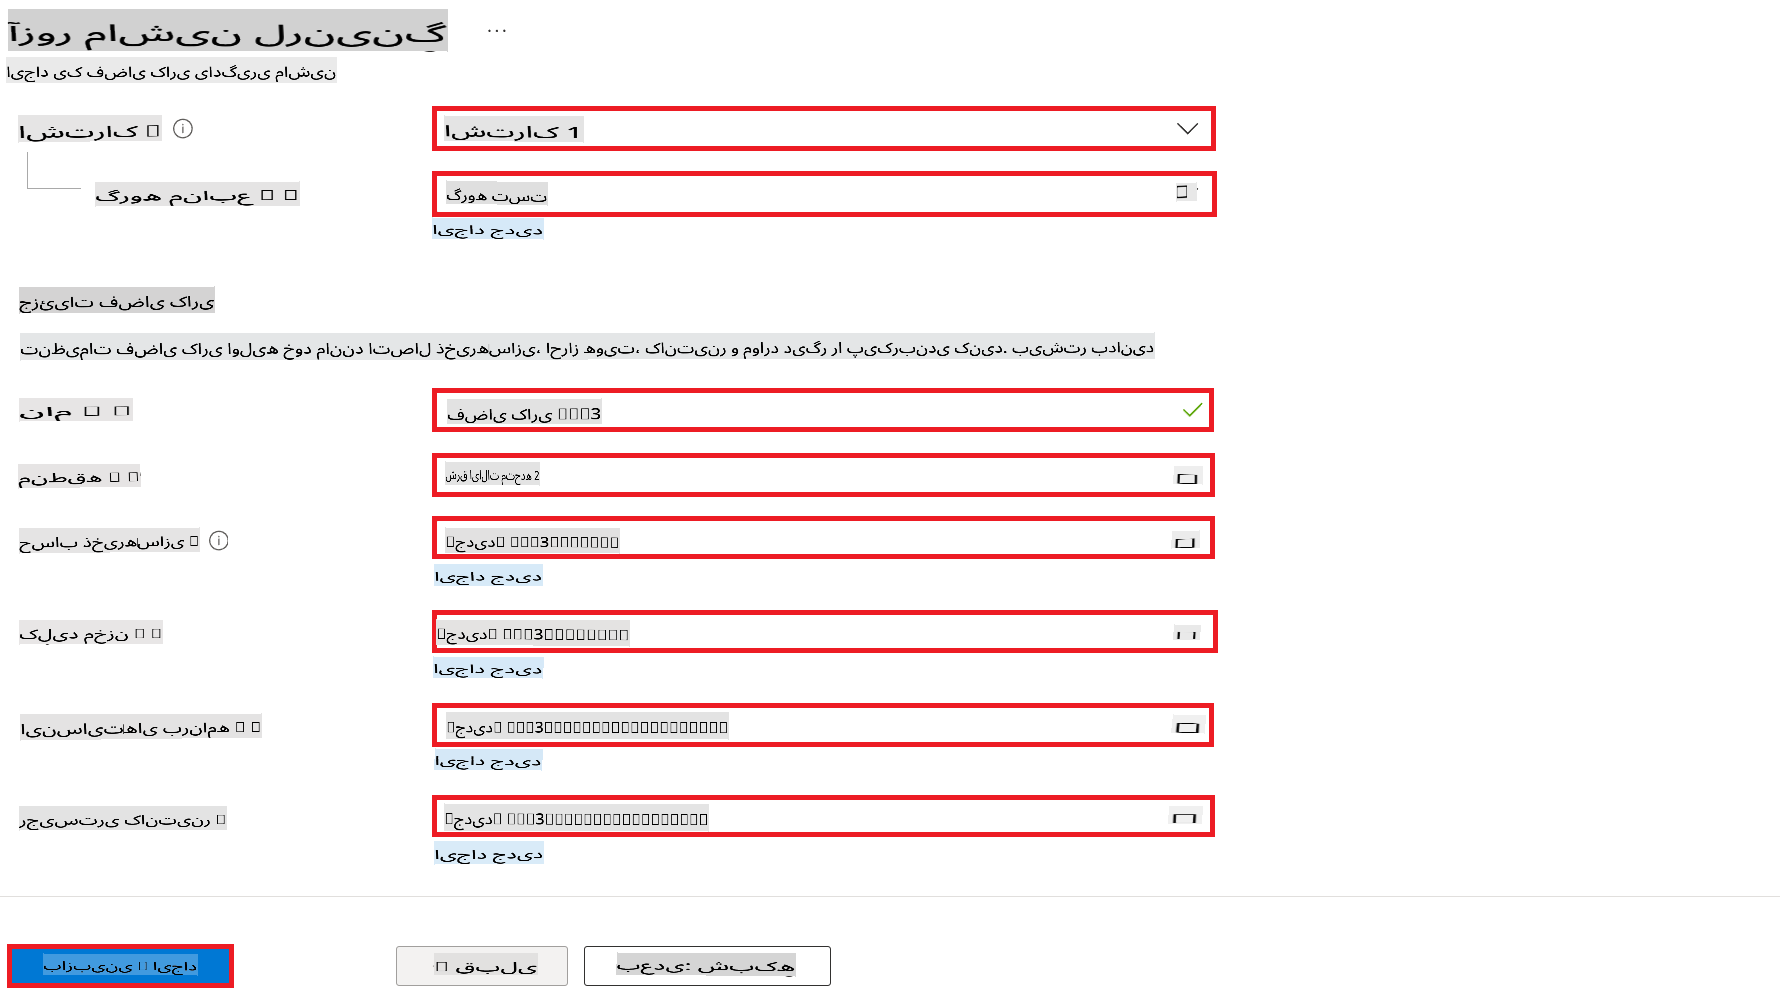 آزور ماشین لرنینگ ...
ایجاد یک فضای کاری یادگیری ماشین
اشتراک
اشتراک 1
گروه منابع
گروه تست
ایجاد جدید
جزئیات فضای کاری
تنظیمات فضای کاری اولیه خود مانند اتصال ذخیره‌سازی، احراز هویت، کانتینر و موارد دیگر را پیکربندی کنید. بیشتر بدانید
نام
فضای کاری 3
منطقه
شرق ایالات متحده 2
حساب ذخیره‌سازی
جدید 3
ایجاد جدید
کلید مخزن
جدید 3
ایجاد جدید
اینسایت‌های برنامه
جدید 3
ایجاد جدید
رجیستری کانتینر
جدید 3
ایجاد جدید
بازبینی ایجاد
قبلی
بعدی: شبکه